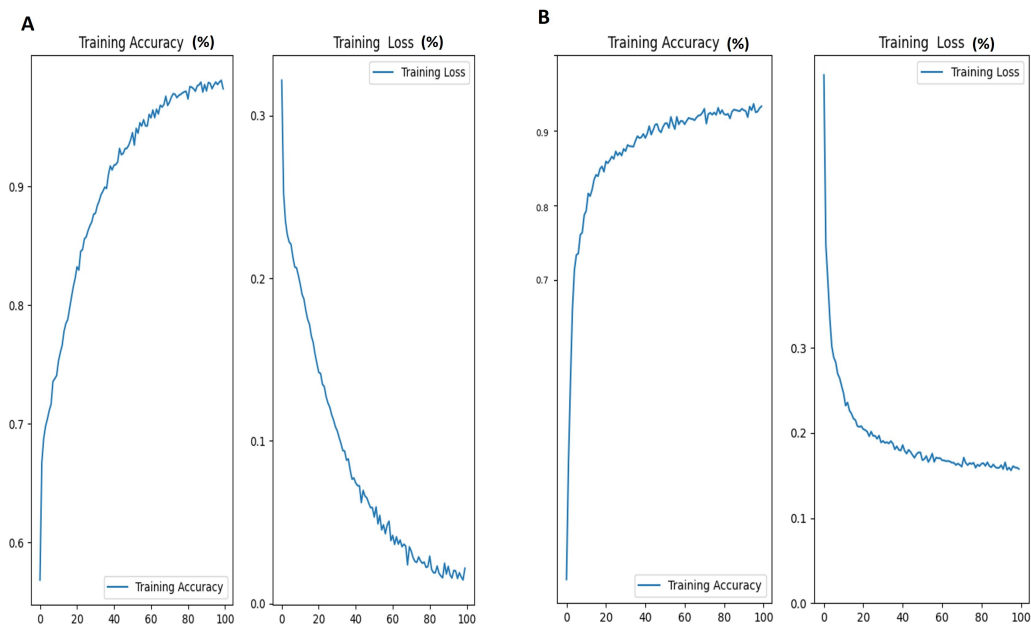 A
Training Accuracy (%)
Training Loss (%)
Training Loss
0.9
0.8
0.7
0.6
0.3
0.2
0.1
0.0
Training Accuracy
0 20 40 60 80 100
0 20 40 60 80 100
B
Training Accuracy (%)
Training Loss (%)
Training Loss
0.9
0.8
0.7
0.3
0.2
0.1
0.0
Training Accuracy
0 20 40 60 80 100
0 20 40 60 80 100